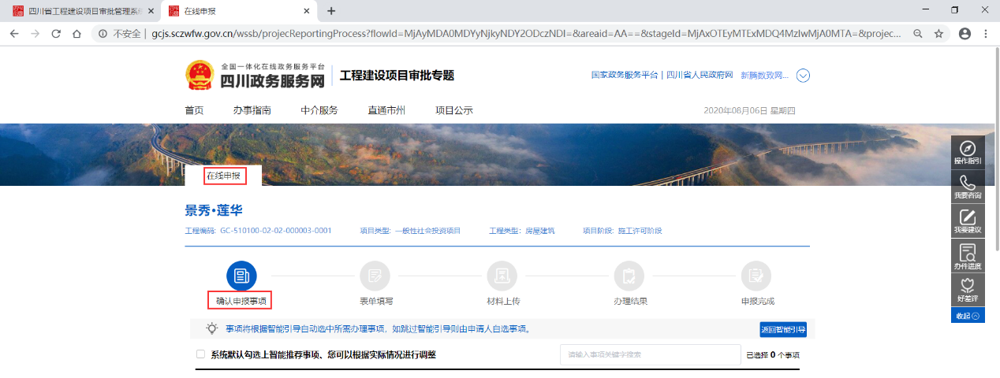 四川省工程建设项目审批管理系统
在线申报
不安全 | gcjs.sczwfw.gov.cn/wssb/projecReportingProcess?flowId=MjAyMDA0MDYyNjkyNDY2ODczNDI=&areaid=AA==&stageId=MjAxOTEyMTExMDQ4MzIwMjA0MTA=&projec...
全国一体化在线政务服务平台
四川政务服务网
工程建设项目审批专题
国家政务服务平台 | 四川省人民政府网 新腾数致网...
首页 办事指南 中介服务 直通市州 项目公示 2020年08月06日 星期四
在线申报
操作指引
我要咨询
我要建议
办件进度
好差评
收起
景秀•莲华
工程编码: GC-510100-02-02-000003-0001 项目类型: 一般性社会投资项目 工程类型: 房屋建筑 项目阶段: 施工许可阶段
确认申报事项 表单填写 材料上传 办理结果 申报完成
事项将根据智能引导自动选中所需办理事项，如跳过智能引导则由申请人自选事项。 返回智能引导
系统默认勾选上智能推荐事项、您可以根据实际情况进行调整 请输入事项关键字搜索 已选择 0 个事项